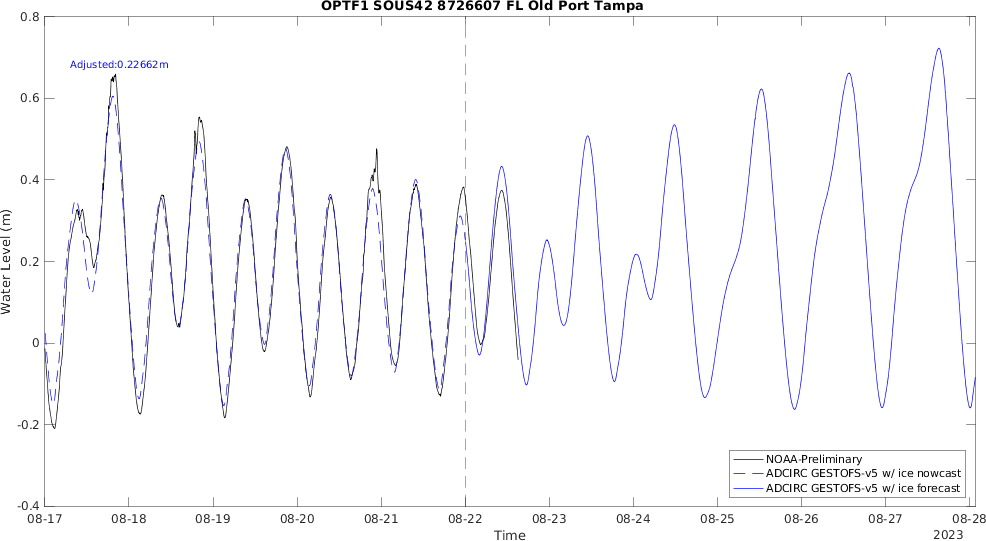 OPTF1 SOUS42 8726607 FL Old Port Tampa
Adjusted:0.22662m
Water Level (m)
0.8
0.6
0.4
0.2
0
-0.2
-0.4
08-17
08-18
08-19
08-20
08-21
08-22
08-23
08-24
08-25
08-26
08-27
08-28
Time
2023
NOAA-Preliminary
ADCIRC GESTOFS-v5 w/ ice nowcast
ADCIRC GESTOFS-v5 w/ ice forecast